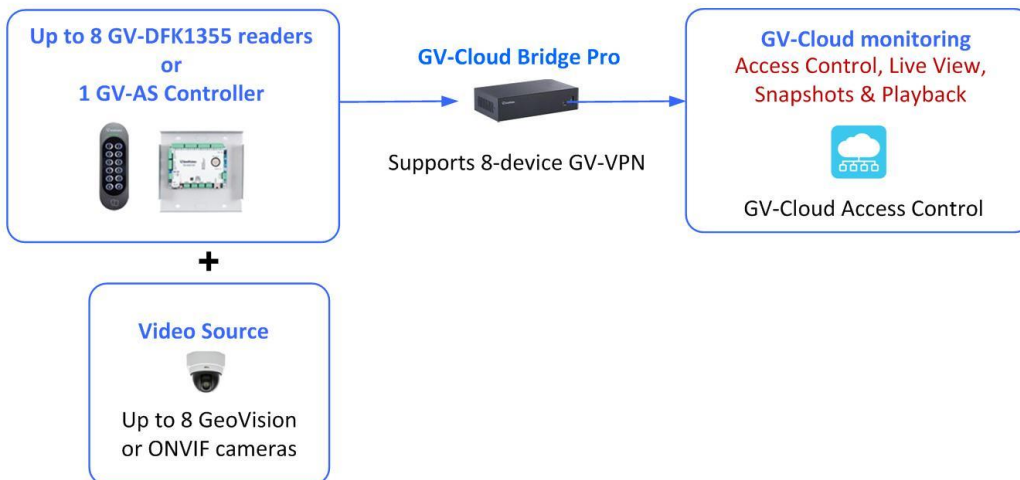 Up to 8 GV-DFK1355 readers
or
1 GV-AS Controller
GV-Cloud Bridge Pro
Supports 8-device GV-VPN
GV-Cloud monitoring
Access Control, Live View,
Snapshots & Playback
GV-Cloud Access Control
+
Video Source
Up to 8 GeoVision
or ONVIF cameras